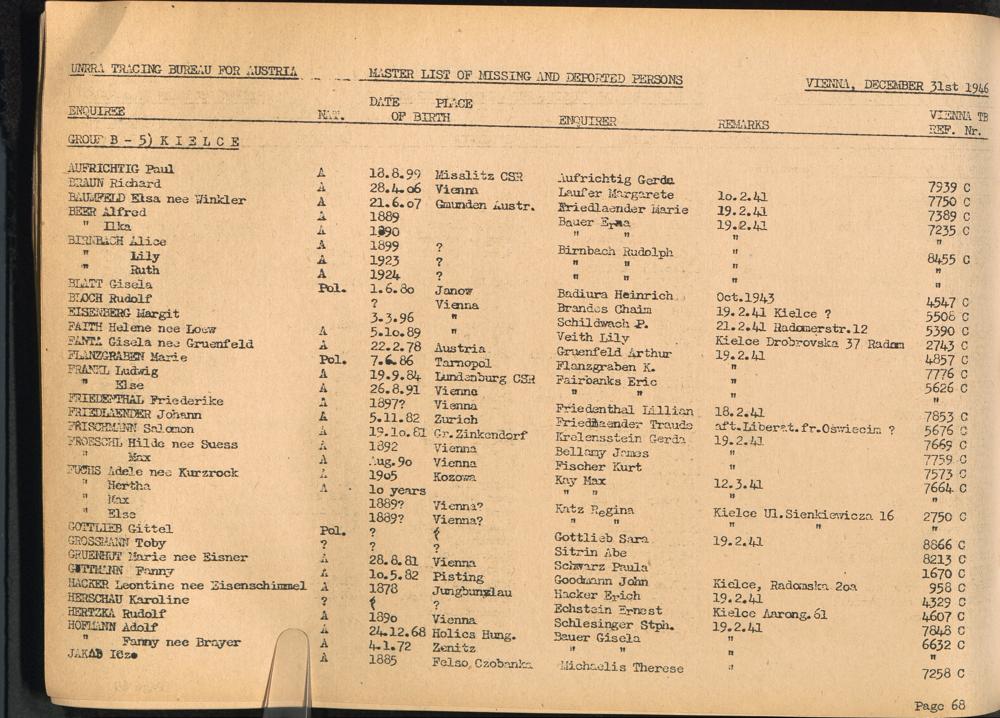 UNRRA TRACING BUREAU FOR AUSTRIA MASTER LIST OF MISSING AND DEPORTED PERSONS VIENNA, DECEMBER 31st 1946
ENQUIREE NAT. DATE PLACE OF BIRTH ENQUIRER REMARKS VIENNA TB REF. Nr.
GROUP B - 5) K I E L C E
AUFRICHTIG Paul A 18.8.99 Misslitz CSR Aufrichtig Gerda 7939 C
BRAUN Richard A 28.4.06 Vienna Laufer Margarete 10.2.41 7750 C
BAUMFELD Elsa nee Winkler A 21.6.07 Gmunden Austr. Friedlaender Marie 19.2.41 7389 C
BEER Alfred A 1889 Bauer Erna 19.2.41 7235 C
" Ilka A 1890 " " " "
BIRNBACH Alice A 1899 ? Birnbach Rudolph " 8455 C
" Lily A 1923 ? " " " "
" Ruth A 1924 ? " " " "
BLATT Gisela Pol. 1.6.80 Janow Badiura Heinrich Oct.1943 4547 C
BLOCH Rudolf ? Vienna Brandes Chaim 19.2.41 Kielce ? 5508 C
EISENBERG Margit 3.3.96 " Schildwach P. 21.2.41 Radomerstr.12 5390 C
FAITH Helene nee Loew A 5.10.89 " Veith Lily Kielce Drobrovska 37 Radom 2743 C
FANTA Gisela nee Gruenfeld A 22.2.78 Austria Gruenfeld Arthur 19.2.41 4857 C
FLANZGRABEN Marie Pol. 7.6.86 Tarnopol Flanzgraben K. " 7776 C
FRANKL Ludwig A 19.9.84 Lundenburg CSR Fairbanks Eric " 5626 C
" Else A 26.8.91 Vienne " " "
FRIEDENTHAL Friederike A 1897? Vienna Friedenthal Lillian 18.2.41 7853 C
FRIEDLAENDER Johann A 5.11.82 Zurich Friedlaender Traude aft.Liberat.fr.Oswiecim ? 5676 C
FRISCHMANN Salomon A 19.10.81 Gr.Zinkendorf Krelensstein Gerda 19.2.41 7669 C
FROESCHL Hilde nee Suess A 1892 Vienna Bellamy James " 7759 C
" Max A Aug.90 Vienna Fischer Kurt " 7573 C
FUCHS Adele nee Kurzrock A 1905 Kozowa Kay Max 12.3.41 7664 C
" Hertha A 10 years " " " "
" Max 1889? Vienna? Katz Regina Kielce Ul.Sienkiewicza 16 2750 C
" Else 1889? Vienna? " " " "
GOTTLIEB Gittel Pol. ? ? Gottlieb Sara 19.2.41 8866 C
GROSSMANN Toby ? ? ? Sitrin Abe 8213 C
GRUENHUT Marie nee Eisner A 28.8.81 Vienna Schwarz Paula 1670 C
GUTTMANN Fanny A 10.5.82 Pisting Goodmann John Kielce, Radomska 20a 958 C
HACKER Leontine nee Eisenschimmel A 1878 Jungbunzlau Hacker Erich 19.2.41 4329 C
HERSCHAU Karoline ? ? ? Echstein Ernest Kielce Aarong.61 4607 C
HERTZKA Rudolf A 1890 Vienna Schlesinger Stph. 19.2.41 7848 C
HOFMANN Adolf A 24.12.68 Holics Hung. Bauer Gisela " 6632 C
" Fanny nee Brayer A 4.1.72 Zenitz " " " "
JAKAB A 1885 Felso Czobanka Michaelis Therese " 7258 C
Page 68